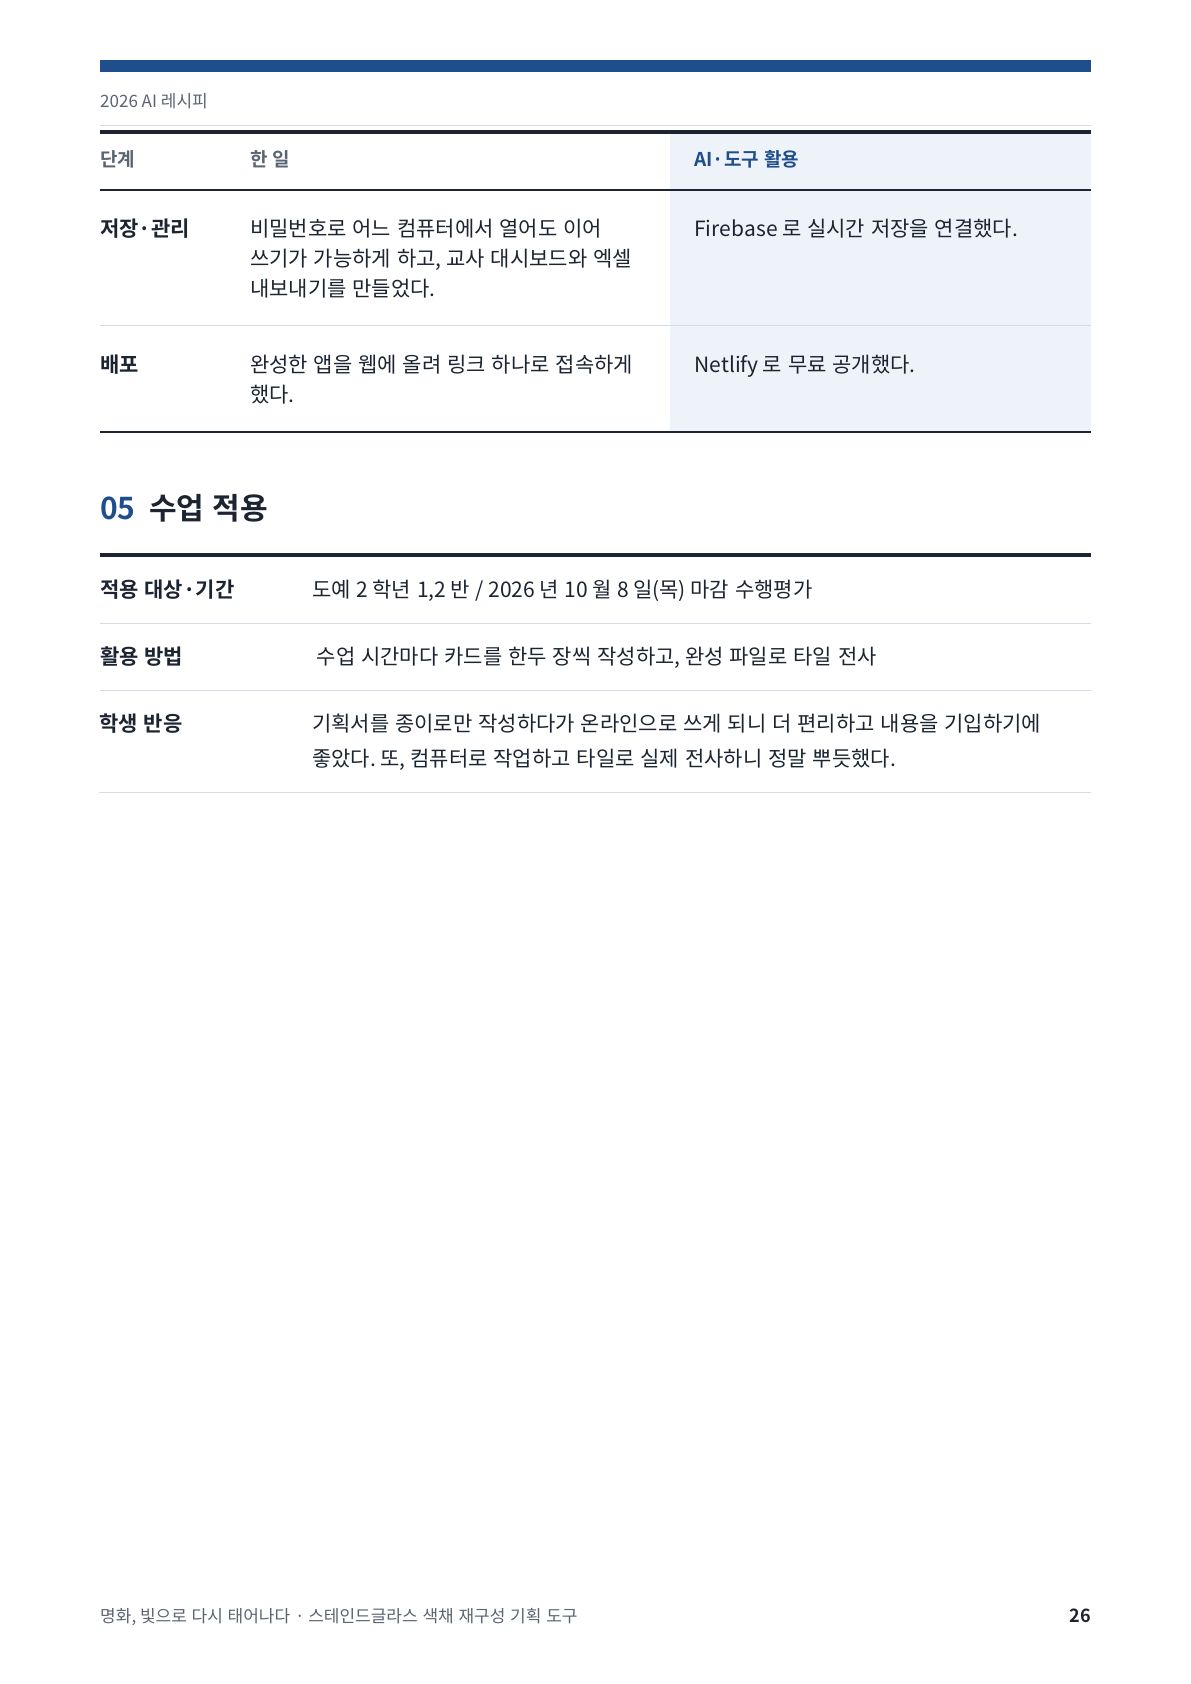 2026 AI 레시피
단계 한 일 AI·도구 활용
저장·관리 비밀번호로 어느 컴퓨터에서 열어도 이어 Firebase 로 실시간 저장을 연결했다.
쓰기가 가능하게 하고, 교사 대시보드와 엑셀
내보내기를 만들었다.
배포 완성한 앱을 웹에 올려 링크 하나로 접속하게 Netlify 로 무료 공개했다.
했다.
05 수업 적용
적용 대상·기간 도예 2 학년 1,2 반 / 2026 년 10 월 8 일(목) 마감 수행평가
활용 방법 수업 시간마다 카드를 한두 장씩 작성하고, 완성 파일로 타일 전사
학생 반응 기획서를 종이로만 작성하다가 온라인으로 쓰게 되니 더 편리하고 내용을 기입하기에
좋았다. 또, 컴퓨터로 작업하고 타일로 실제 전사하니 정말 뿌듯했다.
명화, 빛으로 다시 태어나다 · 스테인드글라스 색채 재구성 기획 도구 26